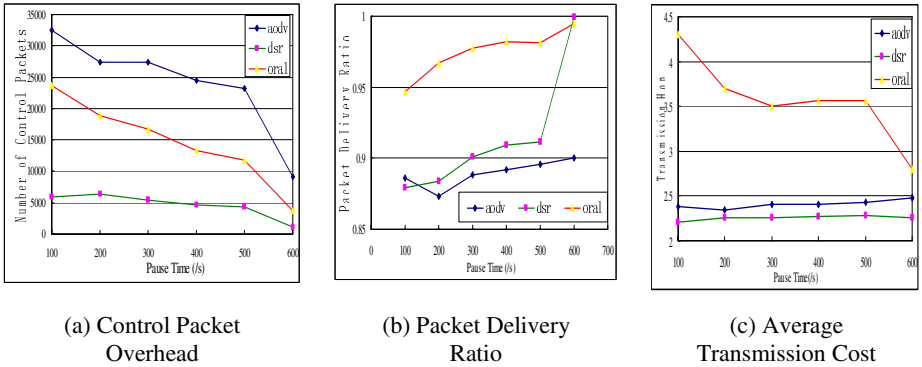 35000
30000
25000
20000
15000
10000
5000
0
Number of Control Packets
aodv
dsr
oral
100 200 300 400 500 600
Pause Time (/s)
(a) Control Packet
Overhead
1
0.95
0.9
0.85
Packet Delivery Ratio
aodv dsr oral
0 100 200 300 400 500 600 700
Pause Time (/s)
(b) Packet Delivery
Ratio
4.5
4
3.5
3
2.5
2
Transmission Hop
aodv
dsr
oral
100 200 300 400 500 600
Pause Time(/s)
(c) Average
Transmission Cost